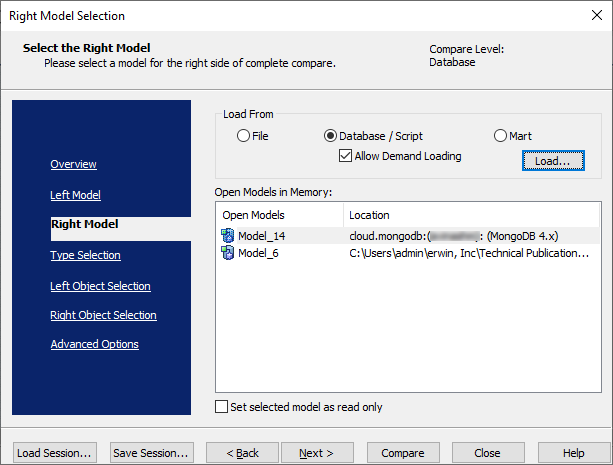 Right Model Selection
Select the Right Model
Please select a model for the right side of complete compare.
Compare Level:
Database
Overview
Left Model
Right Model
Type Selection
Left Object Selection
Right Object Selection
Advanced Options
Load From
File
Database / Script
Mart
Allow Demand Loading
Load...
Open Models in Memory:
Open Models Location
Model_14 cloud.mongodb:( ): (MongoDB 4.x)
Model_6 C:\Users\admin\erwin, Inc\Technical Publication...
Set selected model as read only
Load Session... Save Session... < Back Next > Compare Close Help